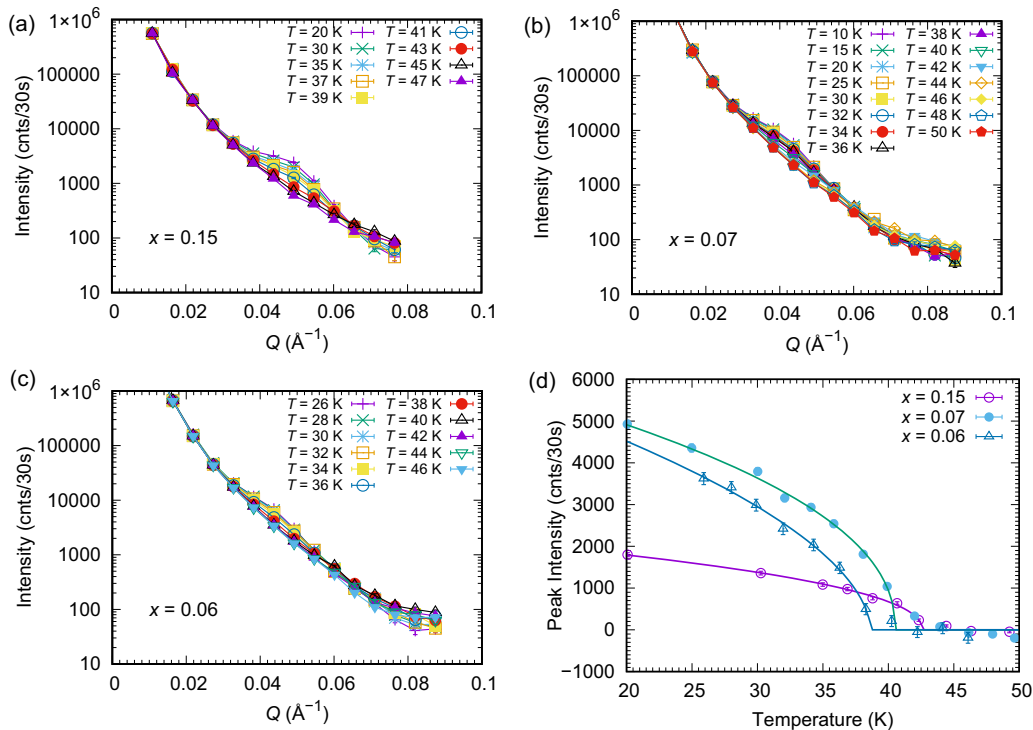 (a)
Intensity (cnts/30s)
1×10⁶
100000
10000
1000
100
10
T = 20 K
T = 30 K
T = 35 K
T = 37 K
T = 39 K
T = 41 K
T = 43 K
T = 45 K
T = 47 K
x = 0.15
0 0.02 0.04 0.06 0.08 0.1
Q (Å⁻¹)
(b)
Intensity (cnts/30s)
1×10⁶
100000
10000
1000
100
10
T = 10 K
T = 15 K
T = 20 K
T = 25 K
T = 30 K
T = 32 K
T = 34 K
T = 36 K
T = 38 K
T = 40 K
T = 42 K
T = 44 K
T = 46 K
T = 48 K
T = 50 K
x = 0.07
0 0.02 0.04 0.06 0.08 0.1
Q (Å⁻¹)
(c)
Intensity (cnts/30s)
1×10⁶
100000
10000
1000
100
10
T = 26 K
T = 28 K
T = 30 K
T = 32 K
T = 34 K
T = 36 K
T = 38 K
T = 40 K
T = 42 K
T = 44 K
T = 46 K
x = 0.06
0 0.02 0.04 0.06 0.08 0.1
Q (Å⁻¹)
(d)
Peak Intensity (cnts/30s)
6000
5000
4000
3000
2000
1000
0
−1000
x = 0.15
x = 0.07
x = 0.06
20 25 30 35 40 45 50
Temperature (K)